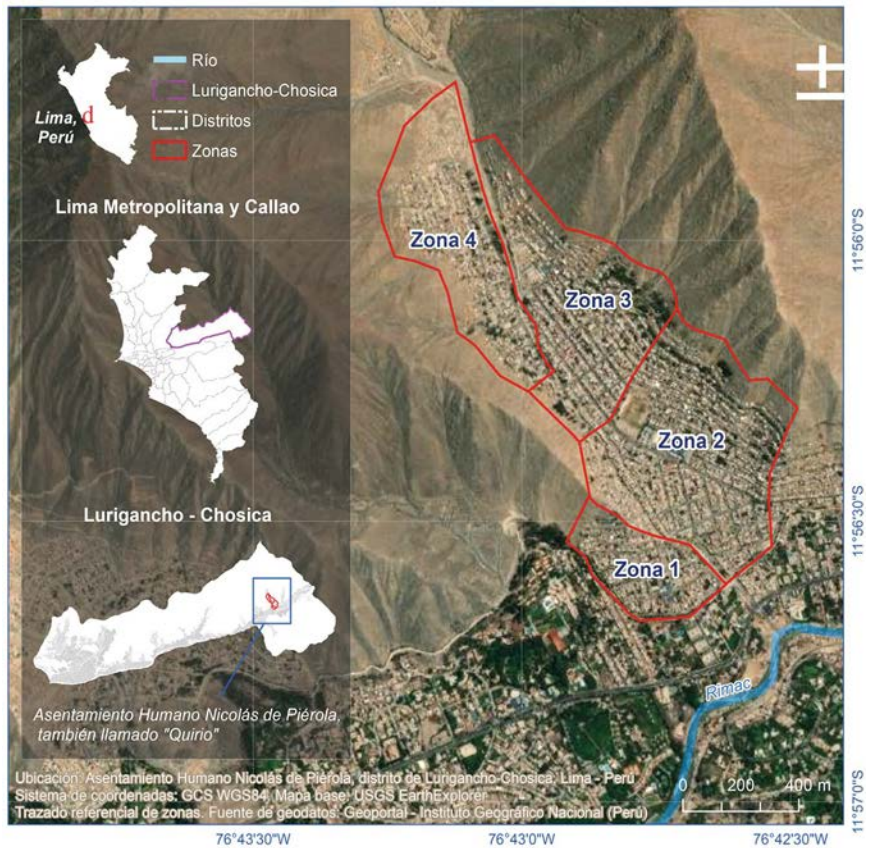 Río
Lurigancho-Chosica
Distritos
Zonas
Lima,
Perú
d
Lima Metropolitana y Callao
Lurigancho - Chosica
Asentamiento Humano Nicolás de Piérola,
también llamado "Quirio"
Zona 4
Zona 3
Zona 2
Zona 1
Rimac
11°56'0"S
11°56'30"S
11°57'0"S
0 200 400 m
Ubicación: Asentamiento Humano Nicolás de Piérola, distrito de Lurigancho-Chosica, Lima - Perú
Sistema de coordenadas: GCS WGS84, Mapa base: USGS EarthExplorer
Trazado referencial de zonas. Fuente de geodatos: Geoportal - Instituto Geográfico Nacional (Perú)
76°43'30"W
76°43'0"W
76°42'30"W